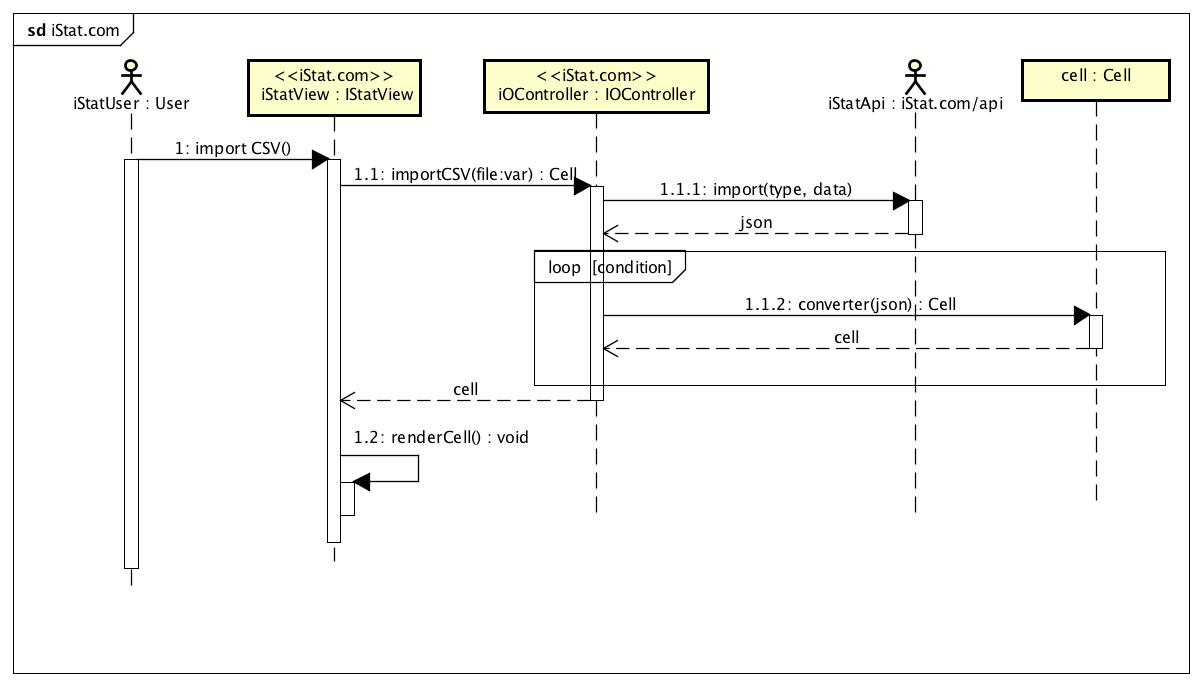 sd iStat.com
iStatUser : User
<<iStat.com>>
iStatView : IStatView
<<iStat.com>>
iOController : IOController
iStatApi : iStat.com/api
cell : Cell
1: import CSV()
1.1: importCSV(file:var) : Cell
1.1.1: import(type, data)
json
loop [condition]
1.1.2: converter(json) : Cell
cell
cell
1.2: renderCell() : void